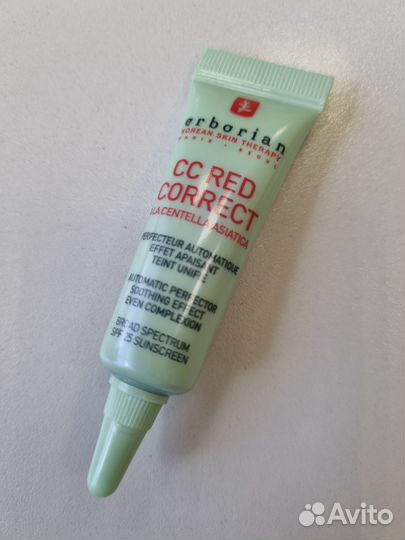 erborian
KOREAN SKIN THERAPY
PARIS • SEOUL
CC RED
CORRECT
À LA CENTELLA ASIATICA
PERFECTEUR AUTOMATIQUE
EFFET APAISANT
TEINT UNIFIÉ
AUTOMATIC PERFECTOR
SOOTHING EFFECT
EVEN COMPLEXION
BROAD SPECTRUM
SPF 25 SUNSCREEN
Avito